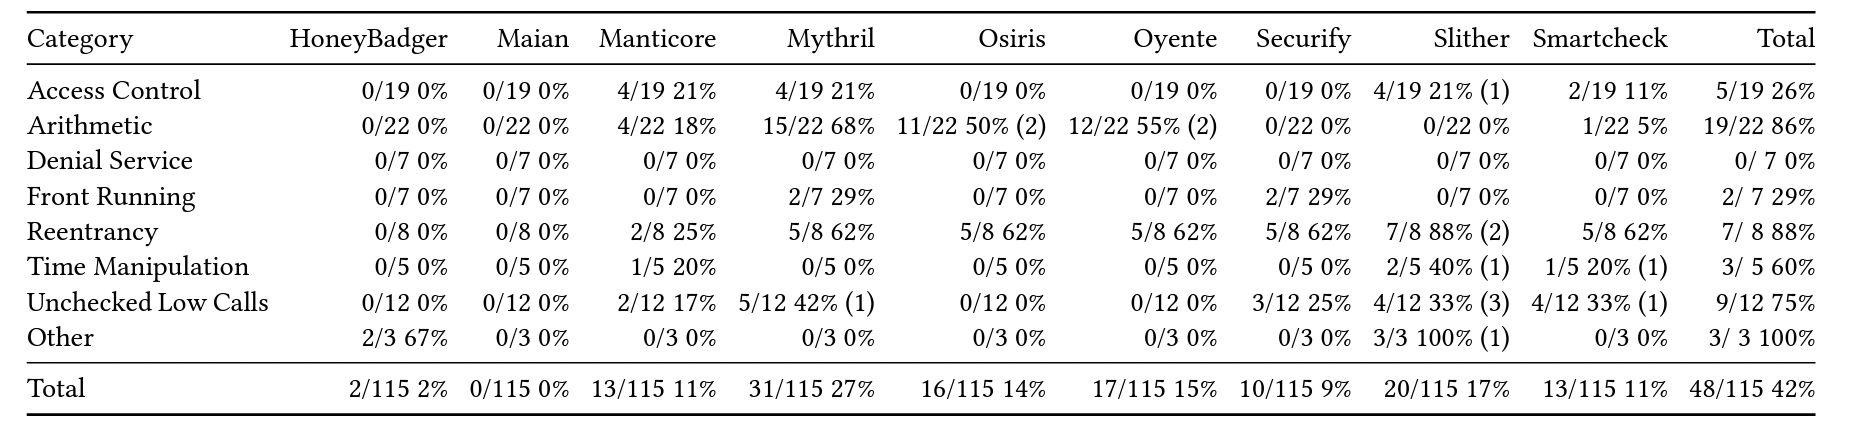 Category HoneyBadger Maian Manticore Mythril Osiris Oyente Securify Slither Smartcheck Total
Access Control 0/19 0% 0/19 0% 4/19 21% 4/19 21% 0/19 0% 0/19 0% 0/19 0% 4/19 21% (1) 2/19 11% 5/19 26%
Arithmetic 0/22 0% 0/22 0% 4/22 18% 15/22 68% 11/22 50% (2) 12/22 55% (2) 0/22 0% 0/22 0% 1/22 5% 19/22 86%
Denial Service 0/7 0% 0/7 0% 0/7 0% 0/7 0% 0/7 0% 0/7 0% 0/7 0% 0/7 0% 0/7 0% 0/ 7 0%
Front Running 0/7 0% 0/7 0% 0/7 0% 2/7 29% 0/7 0% 0/7 0% 2/7 29% 0/7 0% 0/7 0% 2/ 7 29%
Reentrancy 0/8 0% 0/8 0% 2/8 25% 5/8 62% 5/8 62% 5/8 62% 5/8 62% 7/8 88% (2) 5/8 62% 7/ 8 88%
Time Manipulation 0/5 0% 0/5 0% 1/5 20% 0/5 0% 0/5 0% 0/5 0% 0/5 0% 2/5 40% (1) 1/5 20% (1) 3/ 5 60%
Unchecked Low Calls 0/12 0% 0/12 0% 2/12 17% 5/12 42% (1) 0/12 0% 0/12 0% 3/12 25% 4/12 33% (3) 4/12 33% (1) 9/12 75%
Other 2/3 67% 0/3 0% 0/3 0% 0/3 0% 0/3 0% 0/3 0% 0/3 0% 3/3 100% (1) 0/3 0% 3/ 3 100%
Total 2/115 2% 0/115 0% 13/115 11% 31/115 27% 16/115 14% 17/115 15% 10/115 9% 20/115 17% 13/115 11% 48/115 42%